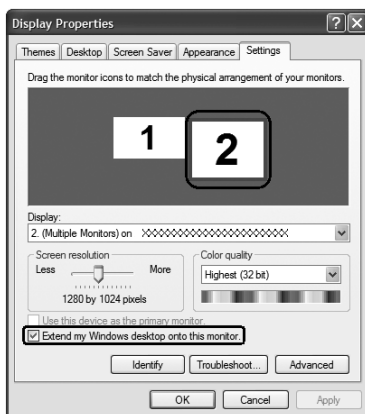 Display Properties
Themes Desktop Screen Saver Appearance Settings
Drag the monitor icons to match the physical arrangement of your monitors.
1 2
Display:
2. (Multiple Monitors) on XXXXXXXXXXXXXXXXXXXXXX
Screen resolution Color quality
Less More Highest (32 bit)
1280 by 1024 pixels
Use this device as the primary monitor.
Extend my Windows desktop onto this monitor.
Identify Troubleshoot... Advanced
OK Cancel Apply